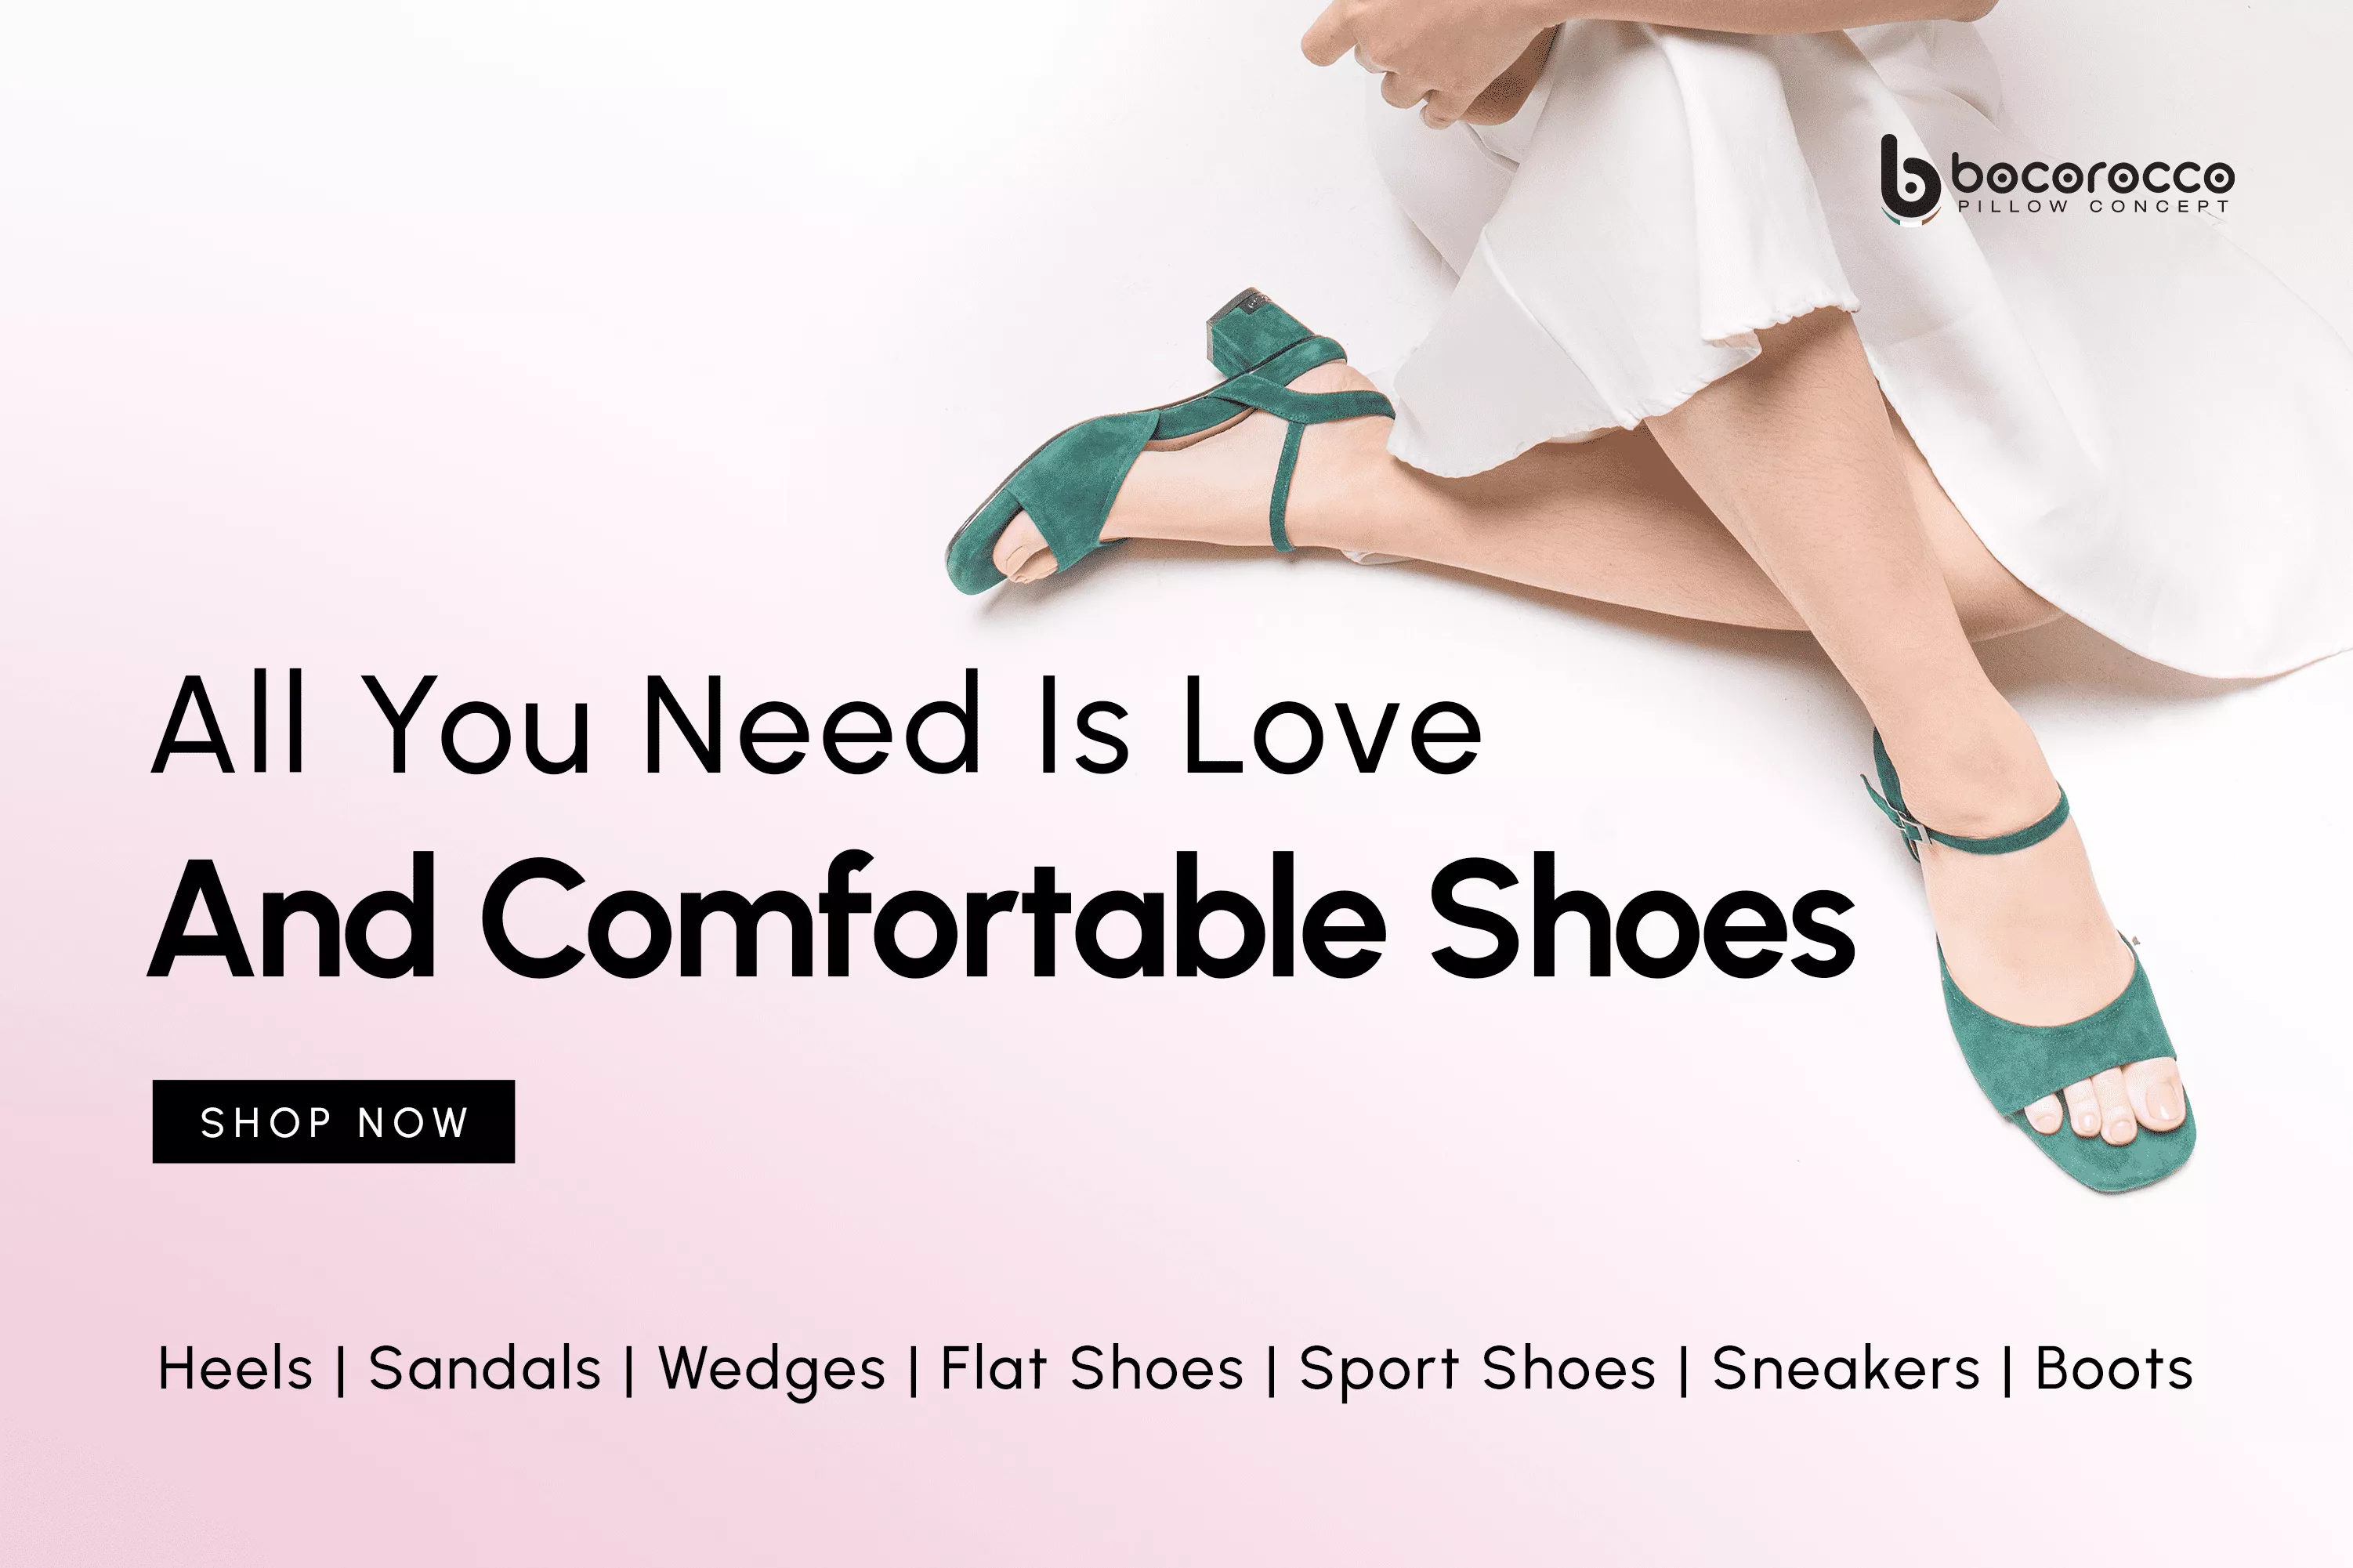 bocorocco
PILLOW CONCEPT
All You Need Is Love
And Comfortable Shoes
SHOP NOW
Heels | Sandals | Wedges | Flat Shoes | Sport Shoes | Sneakers | Boots